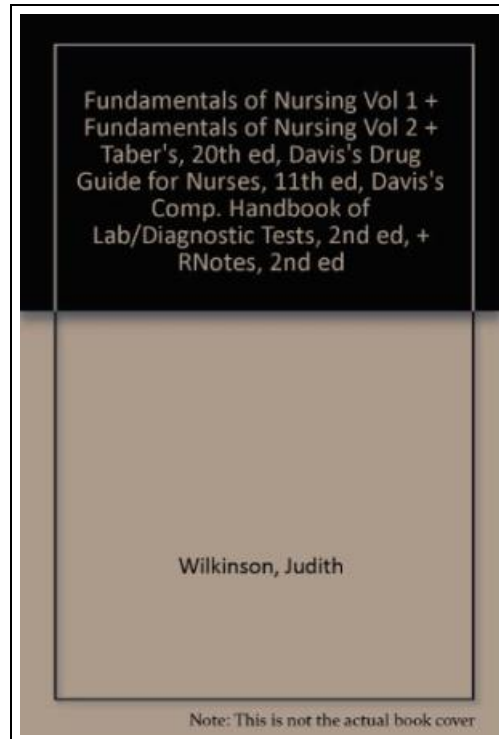 Fundamentals of Nursing Vol 1 +
Fundamentals of Nursing Vol 2 +
Taber's, 20th ed, Davis's Drug
Guide for Nurses, 11th ed, Davis's
Comp. Handbook of
Lab/Diagnostic Tests, 2nd ed, +
RNotes, 2nd ed
Wilkinson, Judith
Note: This is not the actual book cover